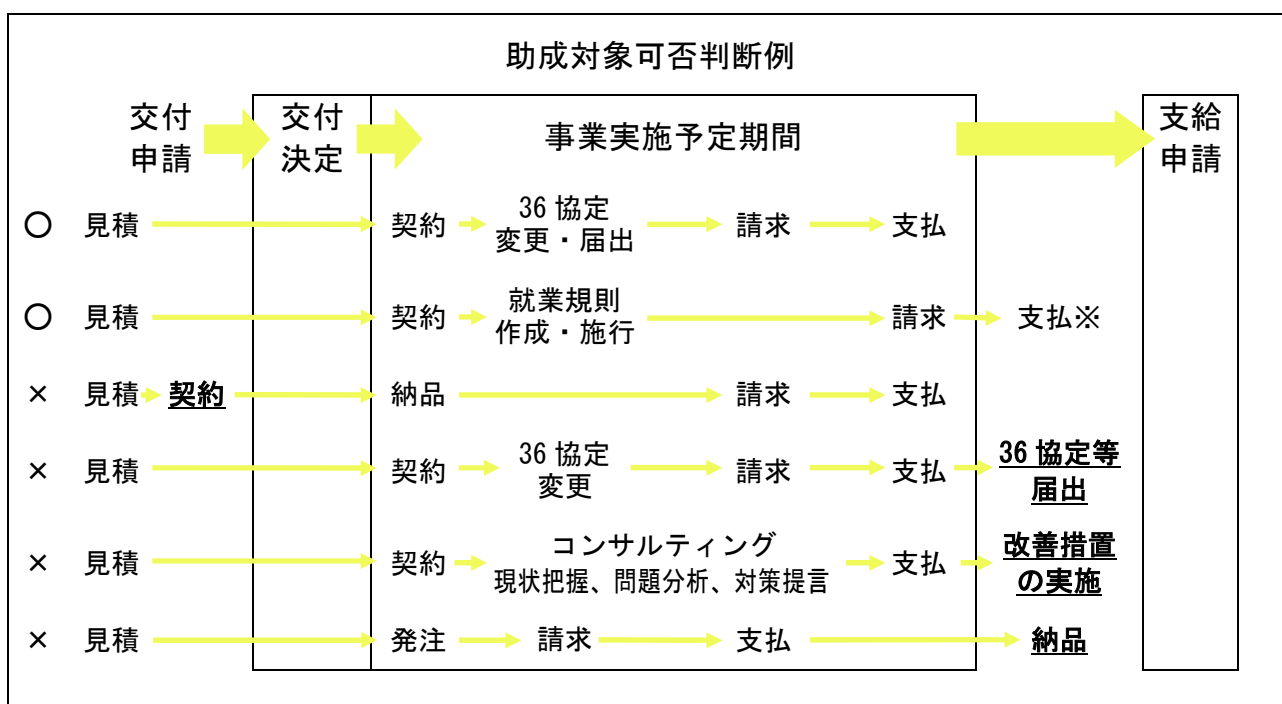 助成対象可否判断例
交付申請 交付決定 事業実施予定期間 支給申請
○ 見積 契約 36協定変更・届出 請求 支払
○ 見積 契約 就業規則作成・施行 請求 支払※
× 見積 契約 納品 請求 支払
× 見積 契約 36協定変更 請求 支払 36協定等届出
× 見積 契約 コンサルティング現状把握、問題分析、対策提言 支払 改善措置の実施
× 見積 発注 請求 支払 納品